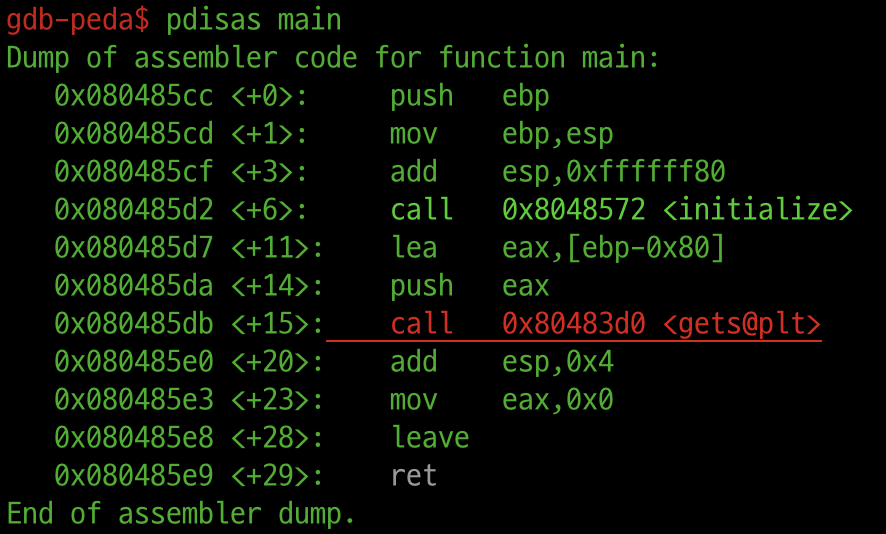 gdb-peda$ pdisas main
Dump of assembler code for function main:
   0x080485cc <+0>:     push   ebp
   0x080485cd <+1>:     mov    ebp,esp
   0x080485cf <+3>:     add    esp,0xffffff80
   0x080485d2 <+6>:     call   0x8048572 <initialize>
   0x080485d7 <+11>:    lea    eax,[ebp-0x80]
   0x080485da <+14>:    push   eax
   0x080485db <+15>:    call   0x80483d0 <gets@plt>
   0x080485e0 <+20>:    add    esp,0x4
   0x080485e3 <+23>:    mov    eax,0x0
   0x080485e8 <+28>:    leave
   0x080485e9 <+29>:    ret
End of assembler dump.